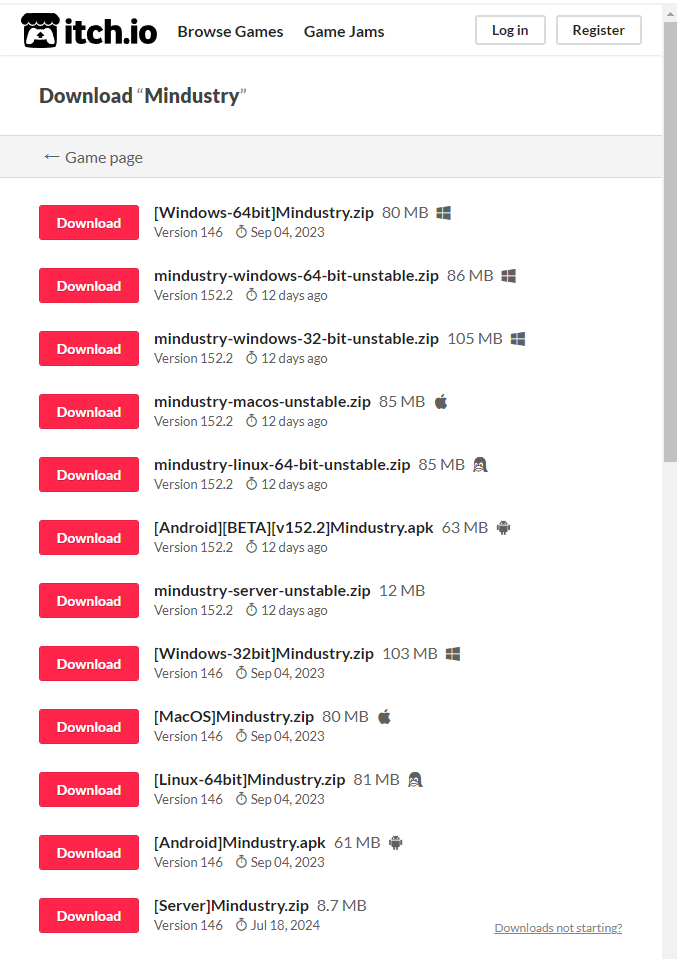 itch.io Browse Games Game Jams Log in Register
Download “Mindustry”
← Game page
Download [Windows-64bit]Mindustry.zip 80 MB
Version 146 Sep 04, 2023
Download mindustry-windows-64-bit-unstable.zip 86 MB
Version 152.2 12 days ago
Download mindustry-windows-32-bit-unstable.zip 105 MB
Version 152.2 12 days ago
Download mindustry-macos-unstable.zip 85 MB
Version 152.2 12 days ago
Download mindustry-linux-64-bit-unstable.zip 85 MB
Version 152.2 12 days ago
Download [Android][BETA][v152.2]Mindustry.apk 63 MB
Version 152.2 12 days ago
Download mindustry-server-unstable.zip 12 MB
Version 152.2 12 days ago
Download [Windows-32bit]Mindustry.zip 103 MB
Version 146 Sep 04, 2023
Download [MacOS]Mindustry.zip 80 MB
Version 146 Sep 04, 2023
Download [Linux-64bit]Mindustry.zip 81 MB
Version 146 Sep 04, 2023
Download [Android]Mindustry.apk 61 MB
Version 146 Sep 04, 2023
Download [Server]Mindustry.zip 8.7 MB
Version 146 Jul 18, 2024
Downloads not starting?